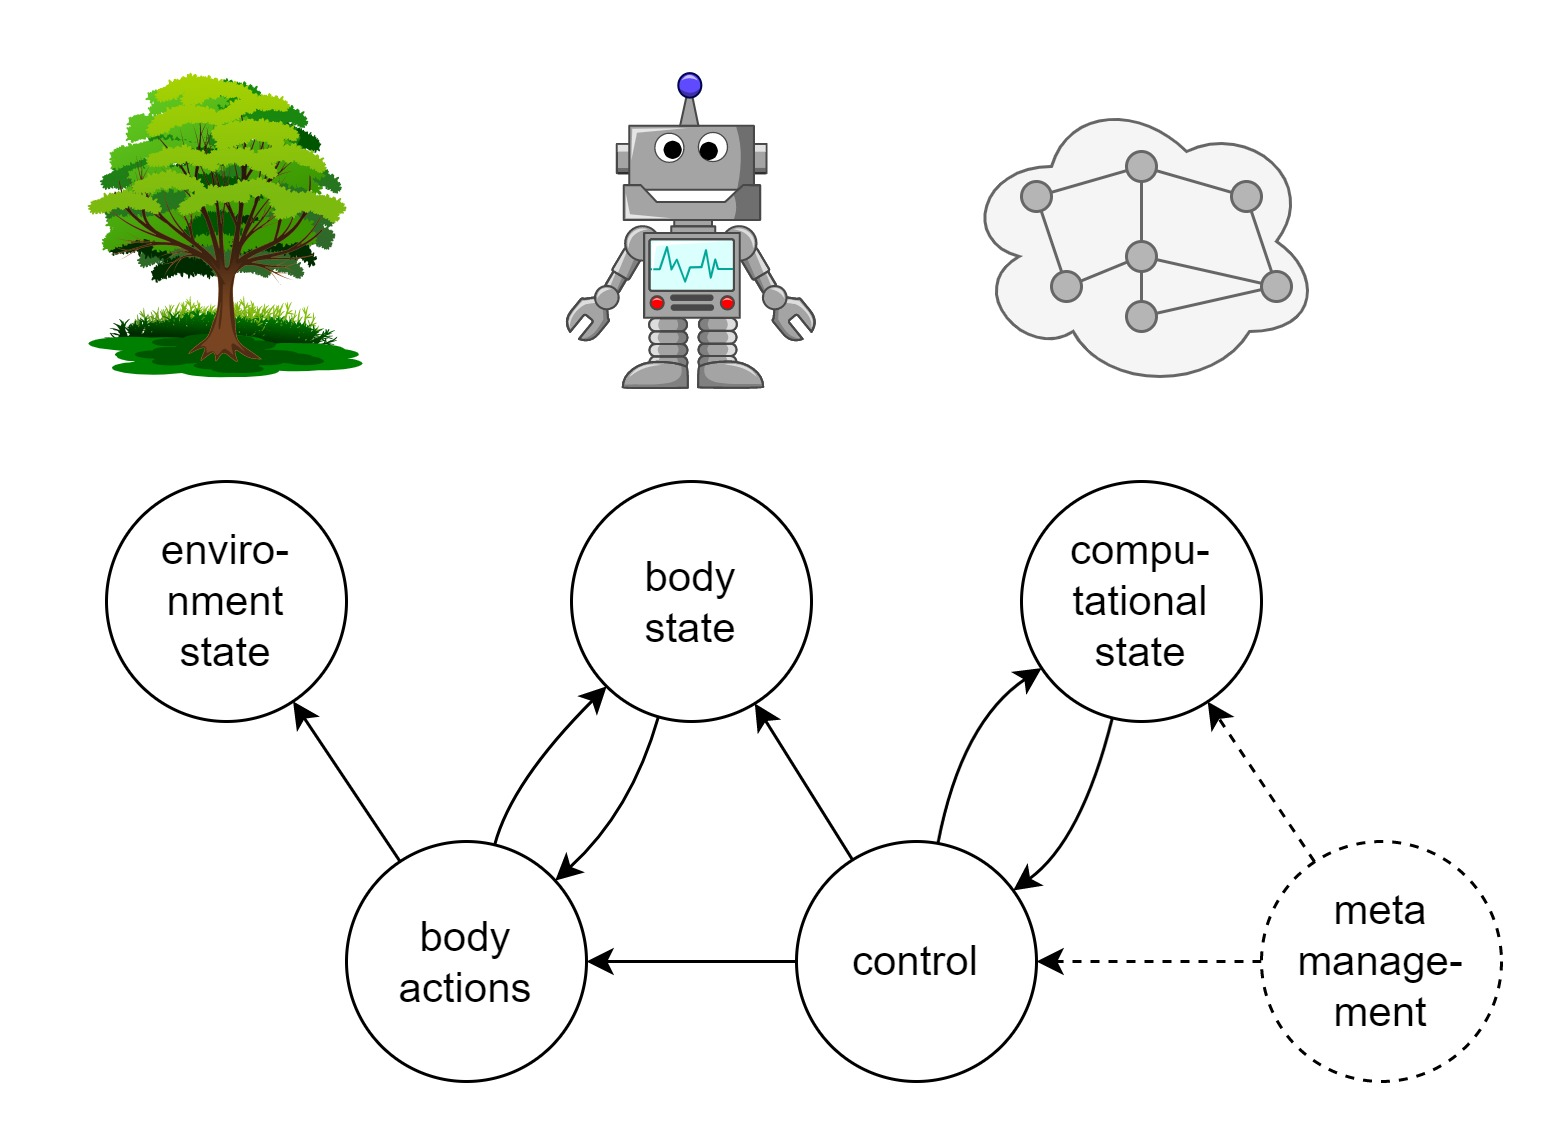 enviro-
nment
state
body
state
compu-
tational
state
body
actions
control
meta
manage-
ment